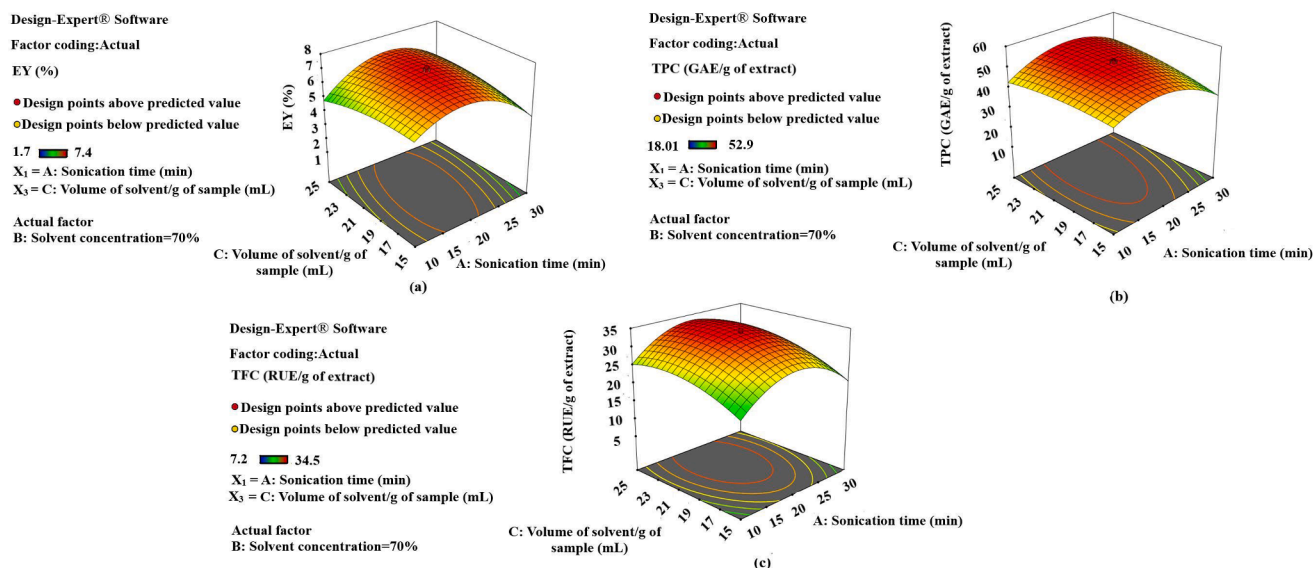 Design-Expert® Software
Factor coding:Actual
EY (%)
Design points above predicted value
Design points below predicted value
1.7 7.4
X₁ = A: Sonication time (min)
X₃ = C: Volume of solvent/g of sample (mL)
Actual factor
B: Solvent concentration=70%
EY (%)
8
7
6
5
4
3
2
1
25
23
21
19
17
15
10
15
20
25
30
C: Volume of solvent/g of
sample (mL)
A: Sonication time (min)
(a)
Design-Expert® Software
Factor coding:Actual
TPC (GAE/g of extract)
Design points above predicted value
Design points below predicted value
18.01 52.9
X₁ = A: Sonication time (min)
X₃ = C: Volume of solvent/g of sample (mL)
Actual factor
B: Solvent concentration=70%
TPC (GAE/g of extract)
60
50
40
30
20
10
25
23
21
19
17
15
10
15
20
25
30
C: Volume of solvent/g of
sample (mL)
A: Sonication time (min)
(b)
Design-Expert® Software
Factor coding:Actual
TFC (RUE/g of extract)
Design points above predicted value
Design points below predicted value
7.2 34.5
X₁ = A: Sonication time (min)
X₃ = C: Volume of solvent/g of sample (mL)
Actual factor
B: Solvent concentration=70%
TFC (RUE/g of extract)
35
30
25
20
15
10
5
25
23
21
19
17
15
10
15
20
25
30
C: Volume of solvent/g of
sample (mL)
A: Sonication time (min)
(c)